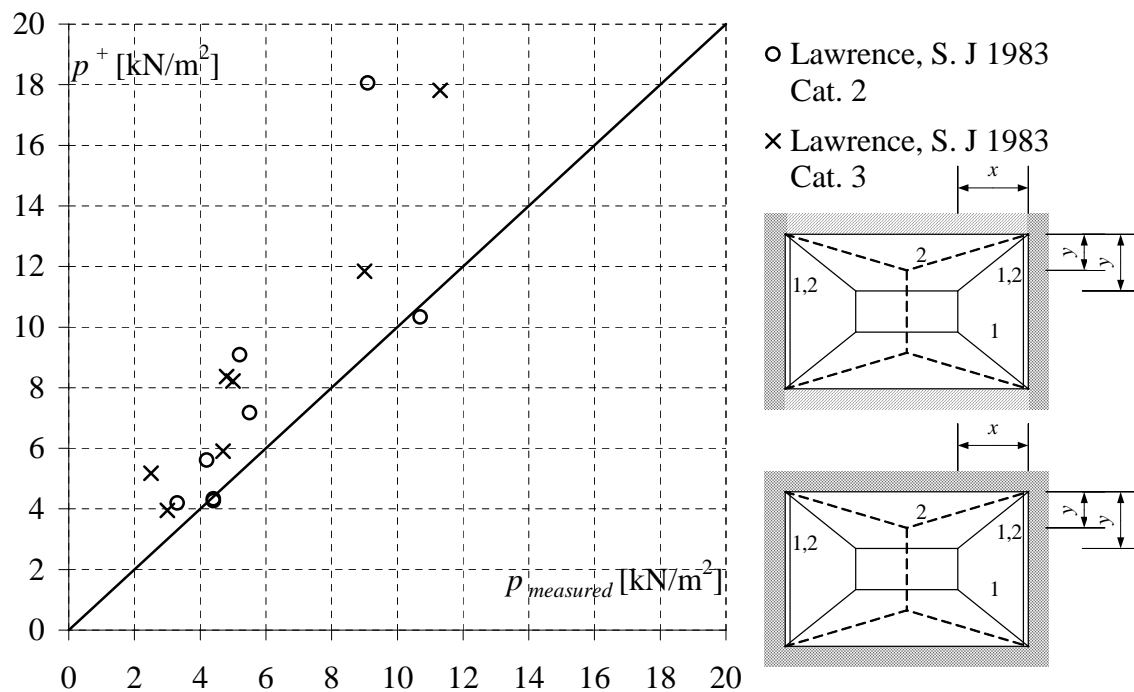 20
18
16
14
12
10
8
6
4
2
0
p⁺ [kN/m²]
p measured [kN/m²]
0 2 4 6 8 10 12 14 16 18 20
Lawrence, S. J 1983
Cat. 2
Lawrence, S. J 1983
Cat. 3
x
2
1,2
1,2
1
y
y
x
2
1,2
1,2
1
y
y